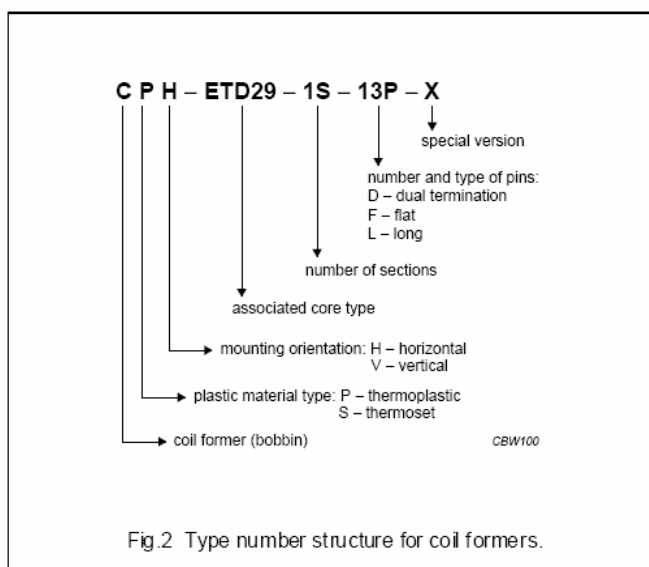 C P H – ETD29 – 1S – 13P – X
special version
number and type of pins:
D – dual termination
F – flat
L – long
number of sections
associated core type
mounting orientation: H – horizontal
V – vertical
plastic material type: P – thermoplastic
S – thermoset
coil former (bobbin)
CBW100
Fig.2 Type number structure for coil formers.